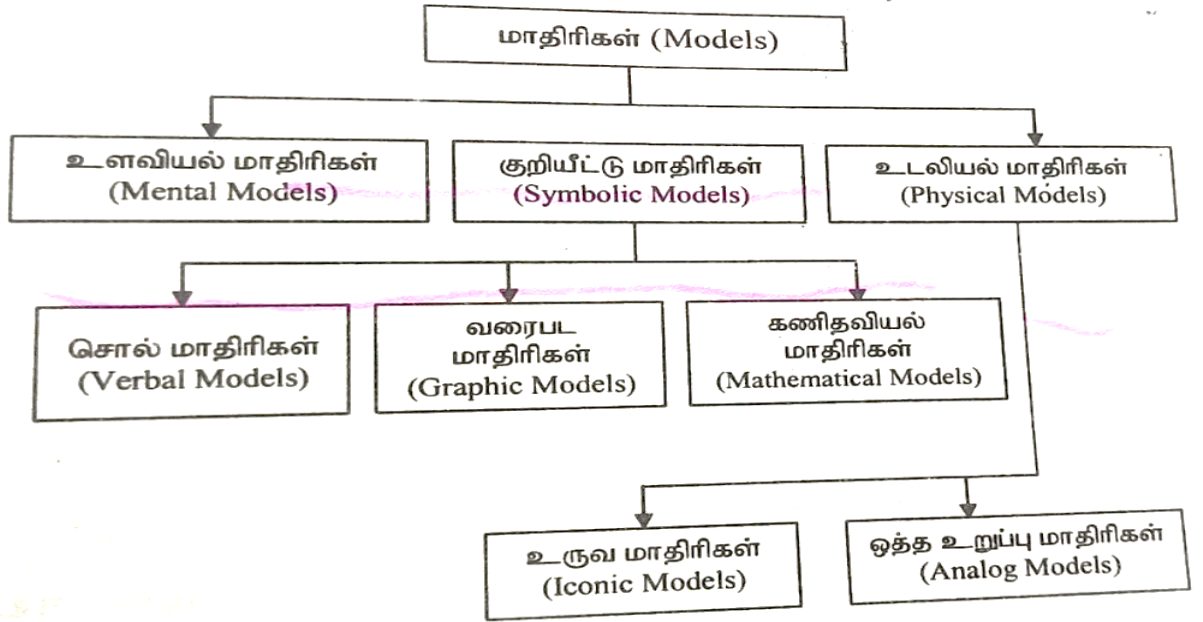 மாதிரிகள் (Models)
உளவியல் மாதிரிகள்
(Mental Models)
குறியீட்டு மாதிரிகள்
(Symbolic Models)
உடலியல் மாதிரிகள்
(Physical Models)
சொல் மாதிரிகள்
(Verbal Models)
வரைபட
மாதிரிகள்
(Graphic Models)
கணிதவியல்
மாதிரிகள்
(Mathematical Models)
உருவ மாதிரிகள்
(Iconic Models)
ஒத்த உறுப்பு மாதிரிகள்
(Analog Models)